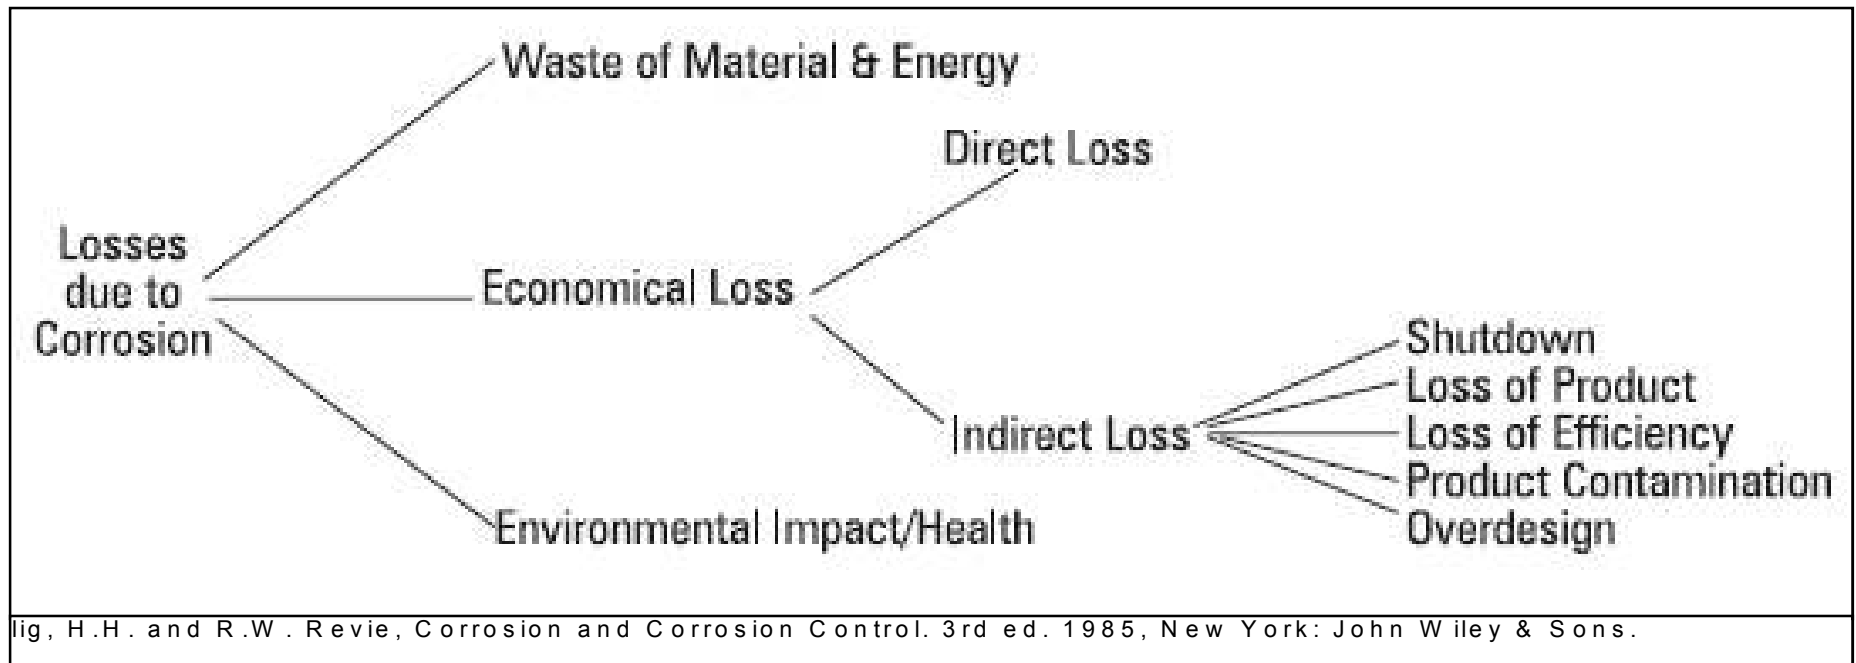 Waste of Material & Energy
Direct Loss
Losses
due to
Corrosion
Economical Loss
Shutdown
Loss of Product
Indirect Loss
Loss of Efficiency
Product Contamination
Environmental Impact/Health
Overdesign
lig, H.H. and R.W. Revie, Corrosion and Corrosion Control. 3rd ed. 1985, New York: John Wiley & Sons.